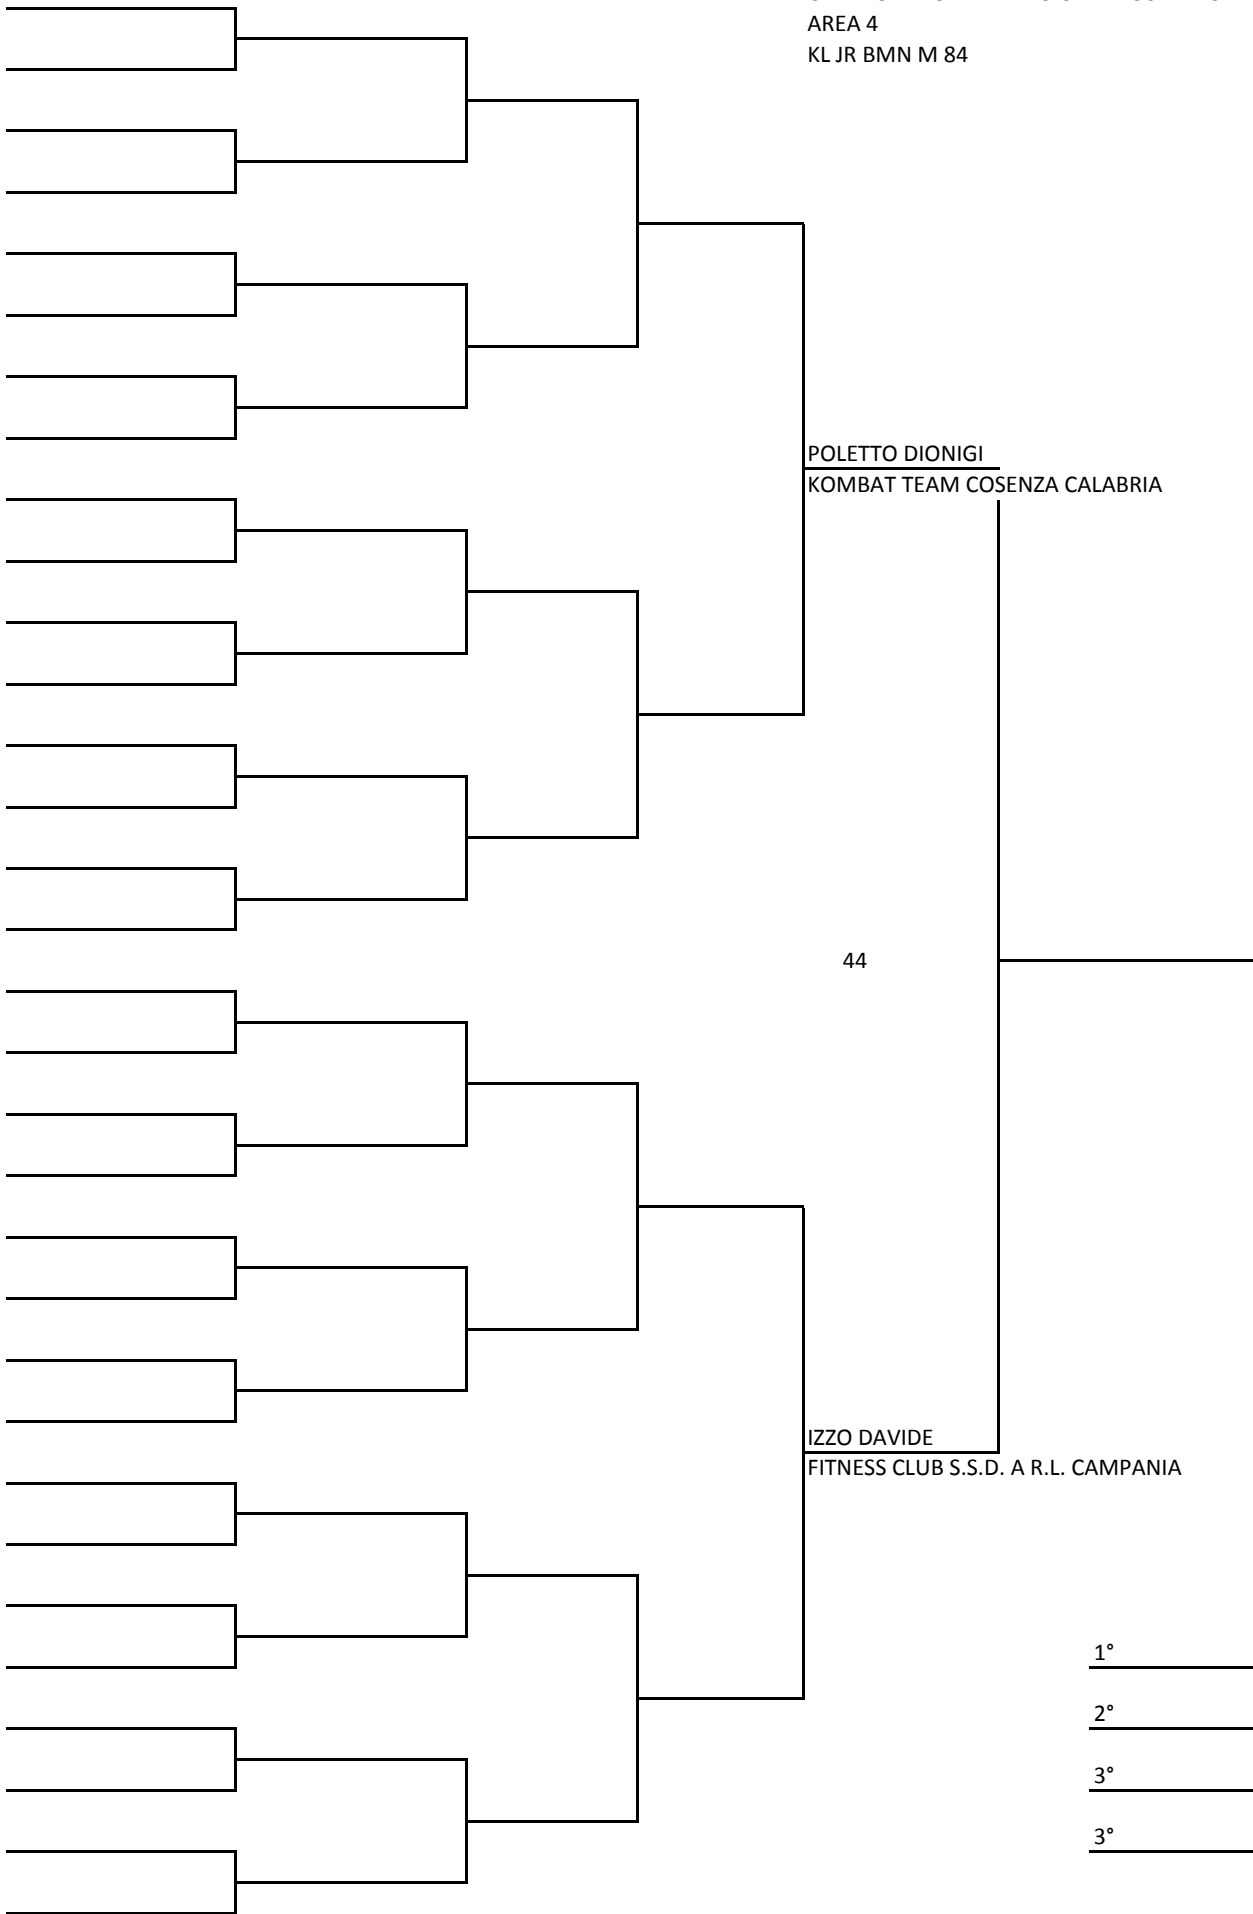 AREA 4
KL JR BMN M 84
POLETTO DIONIGI
KOMBAT TEAM COSENZA CALABRIA
44
IZZO DAVIDE
FITNESS CLUB S.S.D. A R.L. CAMPANIA
1°
2°
3°
3°